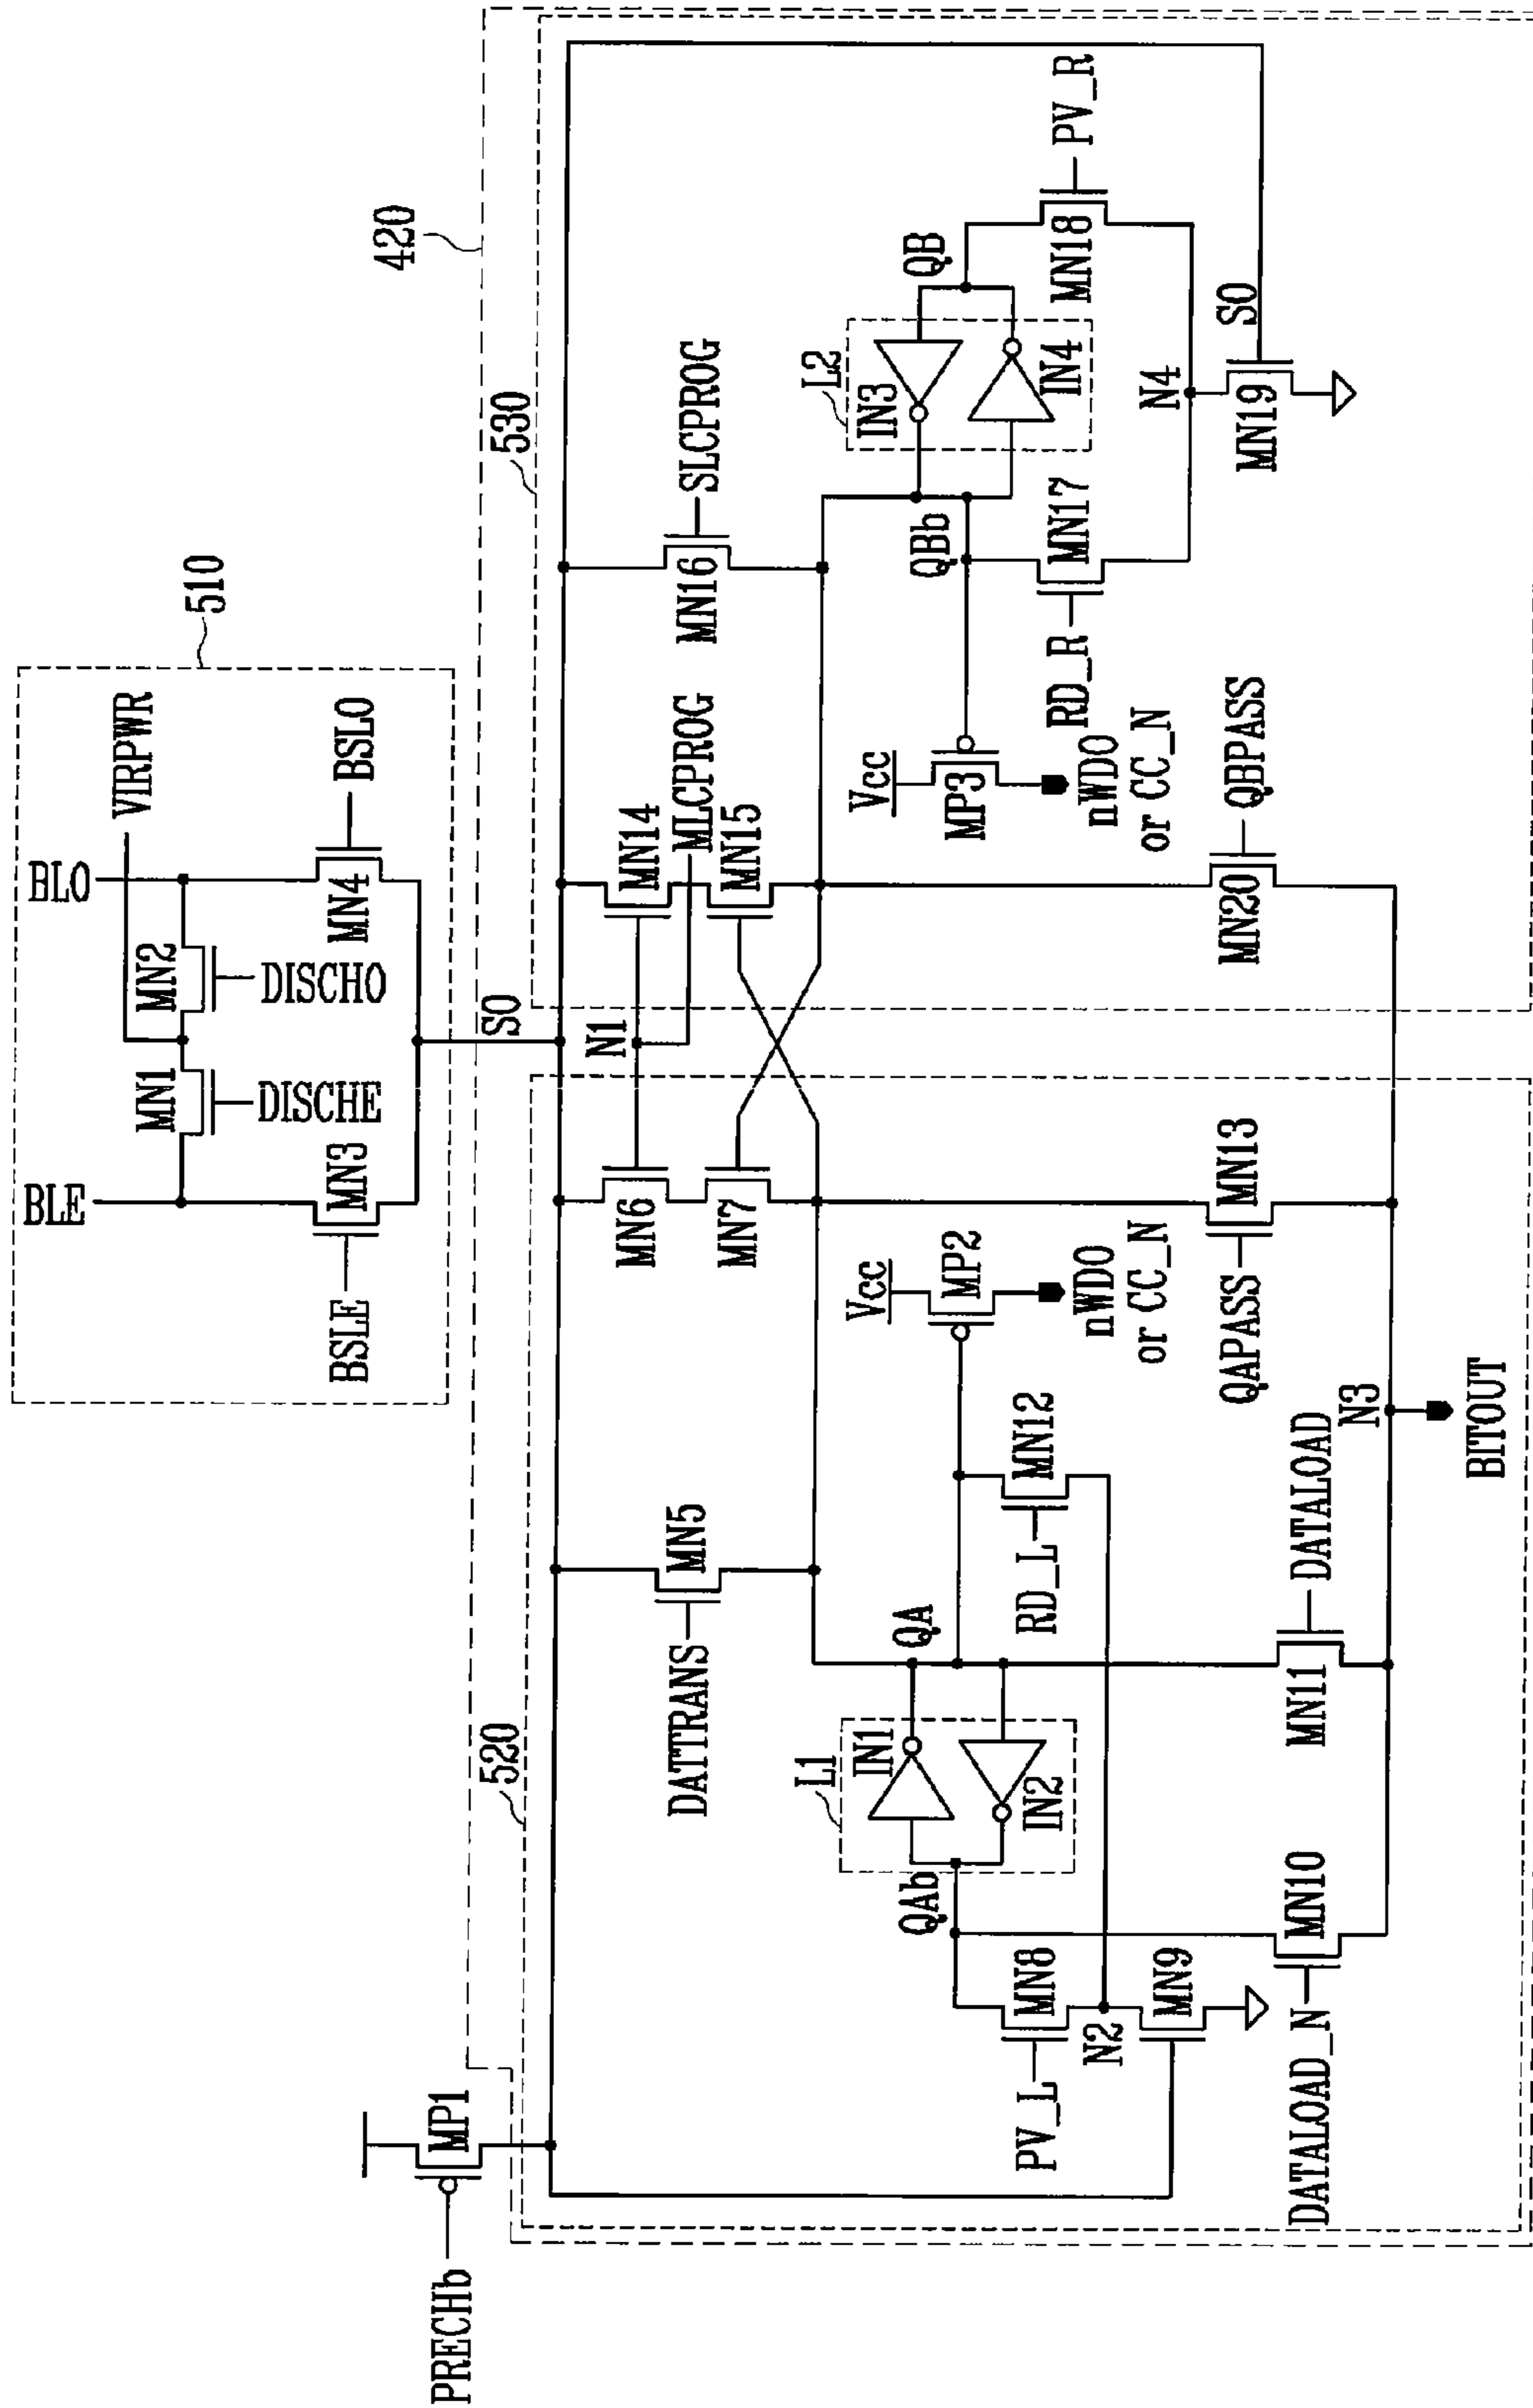 510
BLE
BLO
VIRPWR
MN1
MN2
DISCHE
DISCHO
BSLE
MN3
MN4
BSLO
420
PRECHb
MP1
SO
520
530
DATTRANS
MN5
MN6
N1
MN14
MLCPROG
MN16
SLCPROG
MN7
MN15
L1
IN1
IN2
QAb
QA
Vcc
MP2
nWDO
or CC_N
Vcc
MP3
nWDO
or CC_N
QBb
L2
IN3
IN4
QB
PV_L
MN8
N2
MN9
RD_L
MN12
RD_R
MN17
MN18
PV_R
N4
SO
MN19
DATALOAD_N
MN10
MN11
DATALOAD
QAPASS
MN13
MN20
QBPASS
N3
BITOUT